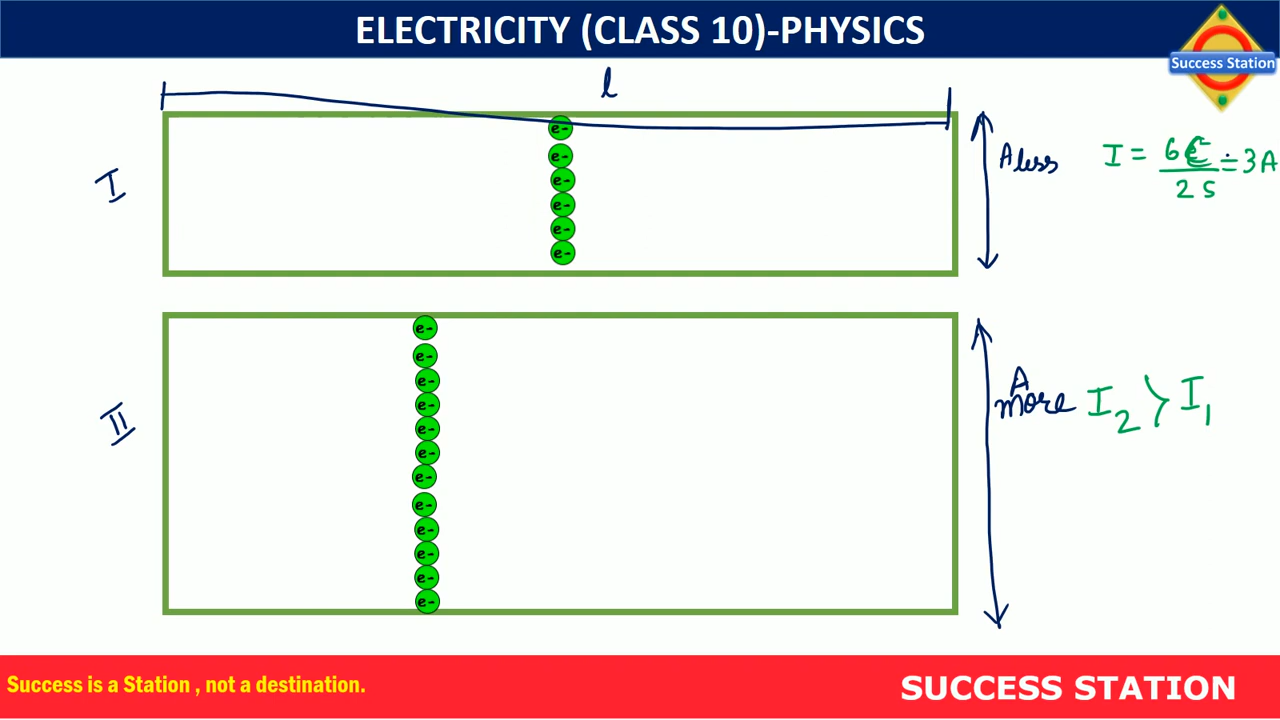 ELECTRICITY (CLASS 10)-PHYSICS
Success Station
l
I
e-
e-
e-
e-
e-
e-
A less
I = 6C/2 s = 3A
II
e-
e-
e-
e-
e-
e-
e-
e-
e-
e-
e-
e-
A
more
I₂ > I₁
Success is a Station , not a destination.
SUCCESS STATION